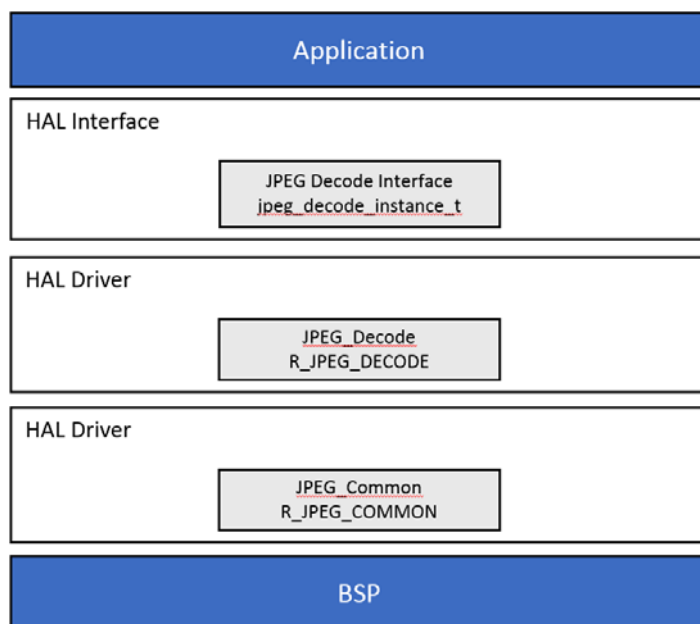 Application
HAL Interface
JPEG Decode Interface
jpeg_decode_instance_t
HAL Driver
JPEG_Decode
R_JPEG_DECODE
HAL Driver
JPEG_Common
R_JPEG_COMMON
BSP